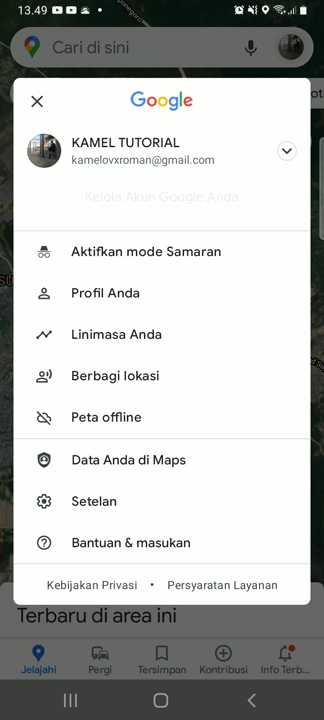 13.49
Cari di sini
Google
KAMEL TUTORIAL
kamelovxroman@gmail.com
Kelola Akun Google Anda
Aktifkan mode Samaran
Profil Anda
Linimasa Anda
Berbagi lokasi
Peta offline
Data Anda di Maps
Setelan
Bantuan & masukan
Kebijakan Privasi • Persyaratan Layanan
Terbaru di area ini
Jelajahi Pergi Tersimpan Kontribusi Info Terb...